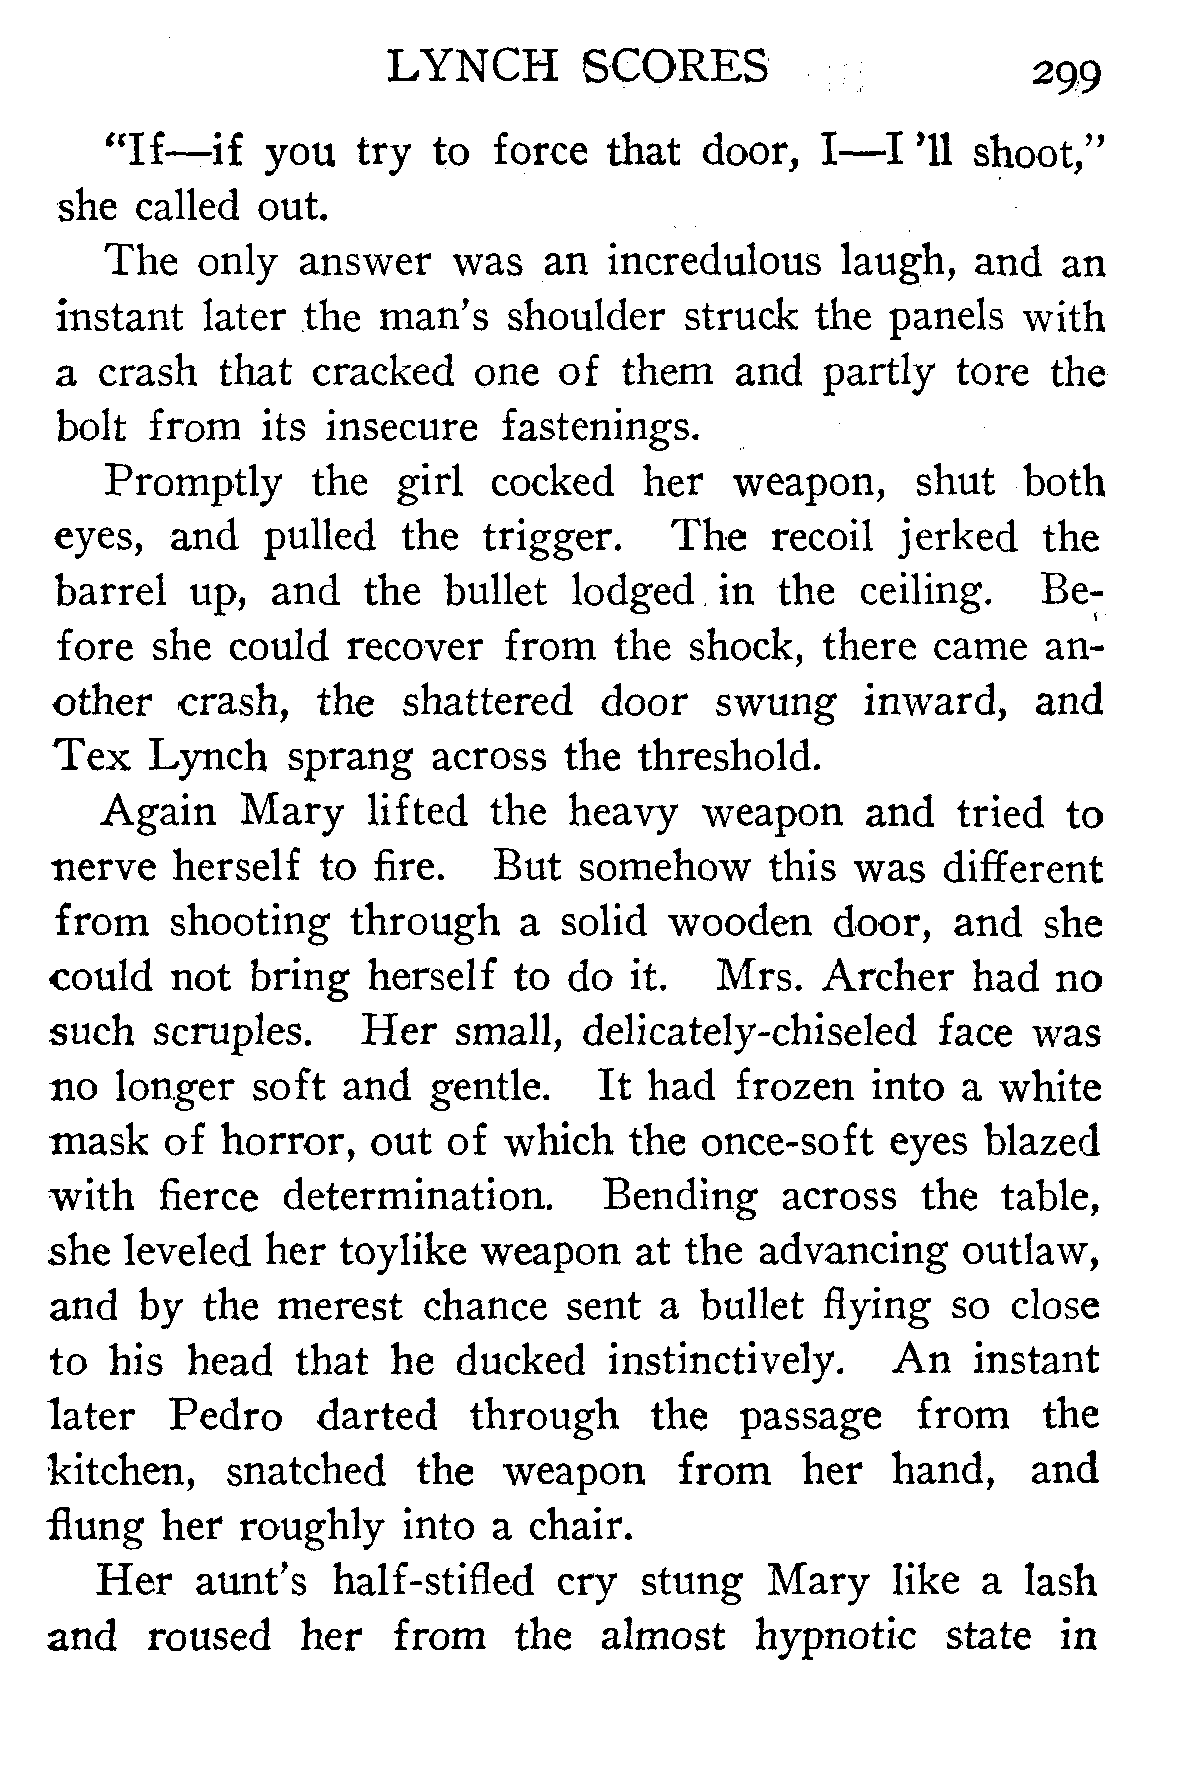 LYNCH SCORES 299
“If—if you try to force that door, I—I ’ll shoot,”
she called out.
The only answer was an incredulous laugh, and an
instant later the man’s shoulder struck the panels with
a crash that cracked one of them and partly tore the
bolt from its insecure fastenings.
Promptly the girl cocked her weapon, shut both
eyes, and pulled the trigger. The recoil jerked the
barrel up, and the bullet lodged in the ceiling. Be-
fore she could recover from the shock, there came an-
other crash, the shattered door swung inward, and
Tex Lynch sprang across the threshold.
Again Mary lifted the heavy weapon and tried to
nerve herself to fire. But somehow this was different
from shooting through a solid wooden door, and she
could not bring herself to do it. Mrs. Archer had no
such scruples. Her small, delicately-chiseled face was
no longer soft and gentle. It had frozen into a white
mask of horror, out of which the once-soft eyes blazed
with fierce determination. Bending across the table,
she leveled her toylike weapon at the advancing outlaw,
and by the merest chance sent a bullet flying so close
to his head that he ducked instinctively. An instant
later Pedro darted through the passage from the
kitchen, snatched the weapon from her hand, and
flung her roughly into a chair.
Her aunt’s half-stifled cry stung Mary like a lash
and roused her from the almost hypnotic state in